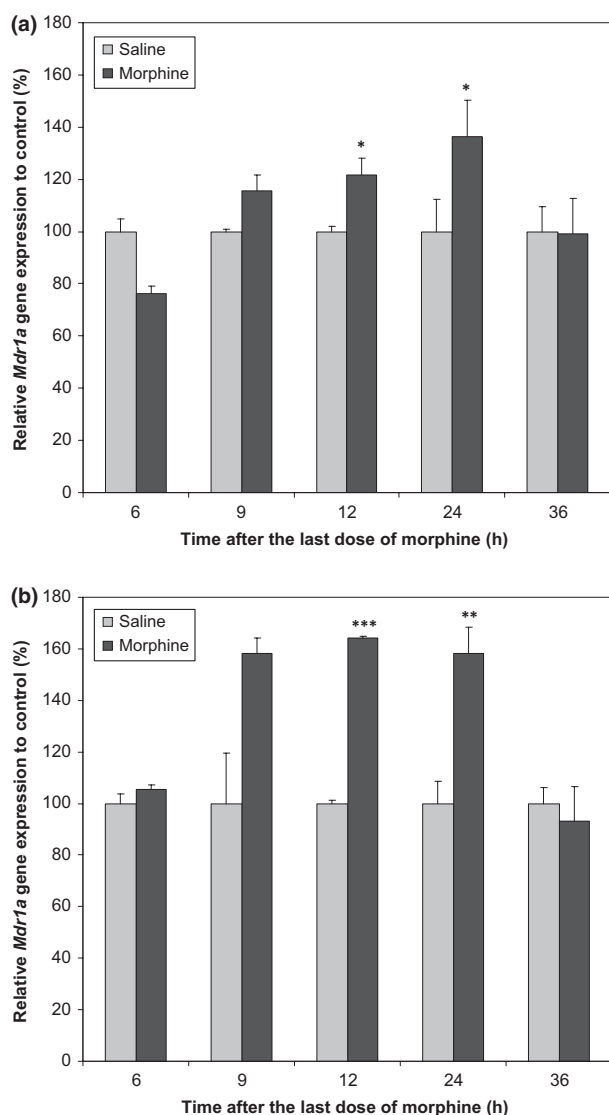 (a)
180
160
140
120
100
80
60
40
20
0
Relative Mdr1a gene expression to control (%)
Saline
Morphine
*
*
6 9 12 24 36
Time after the last dose of morphine (h)
(b)
180
160
140
120
100
80
60
40
20
0
Relative Mdr1a gene expression to control (%)
Saline
Morphine
***
**
6 9 12 24 36
Time after the last dose of morphine (h)